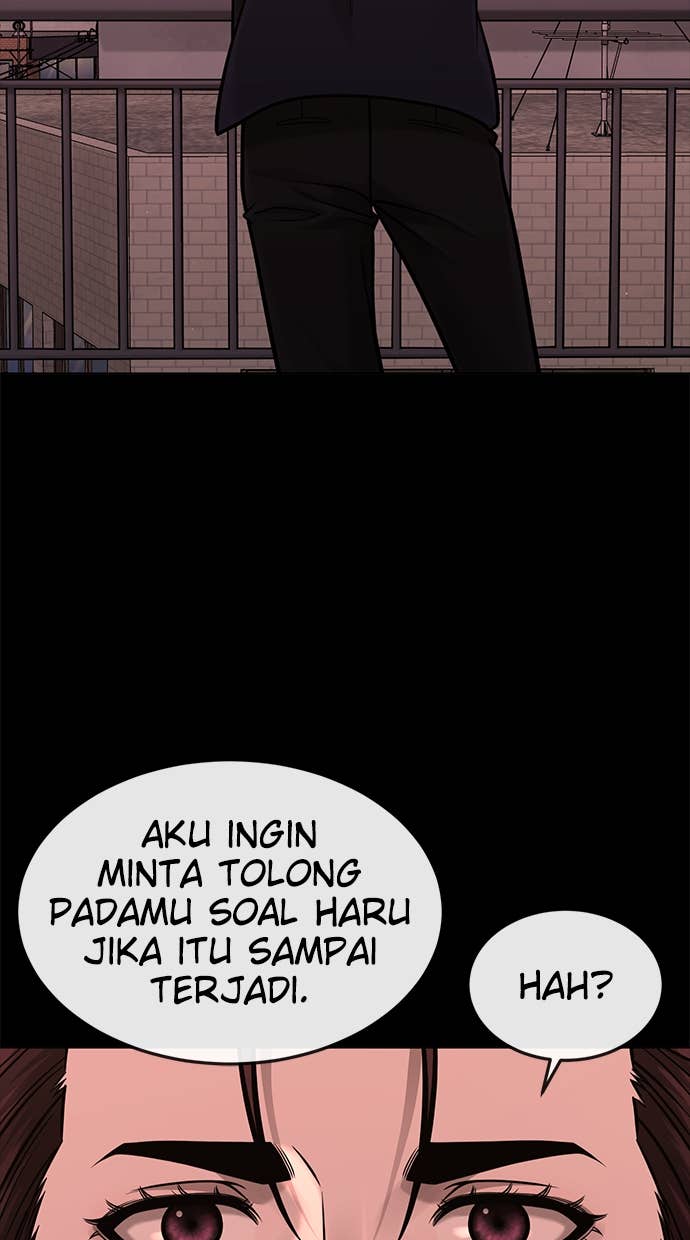 AKU INGIN
MINTA TOLONG
PADAMU SOAL HARU
JIKA ITU SAMPAI
TERJADI.
HAH?